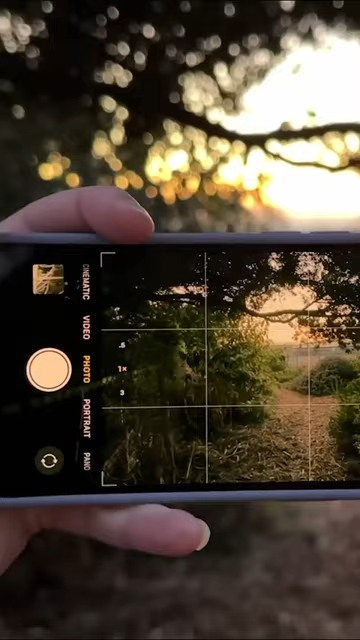 CINEMATIC
VIDEO
PHOTO
PORTRAIT
PANO
.5
1×
3